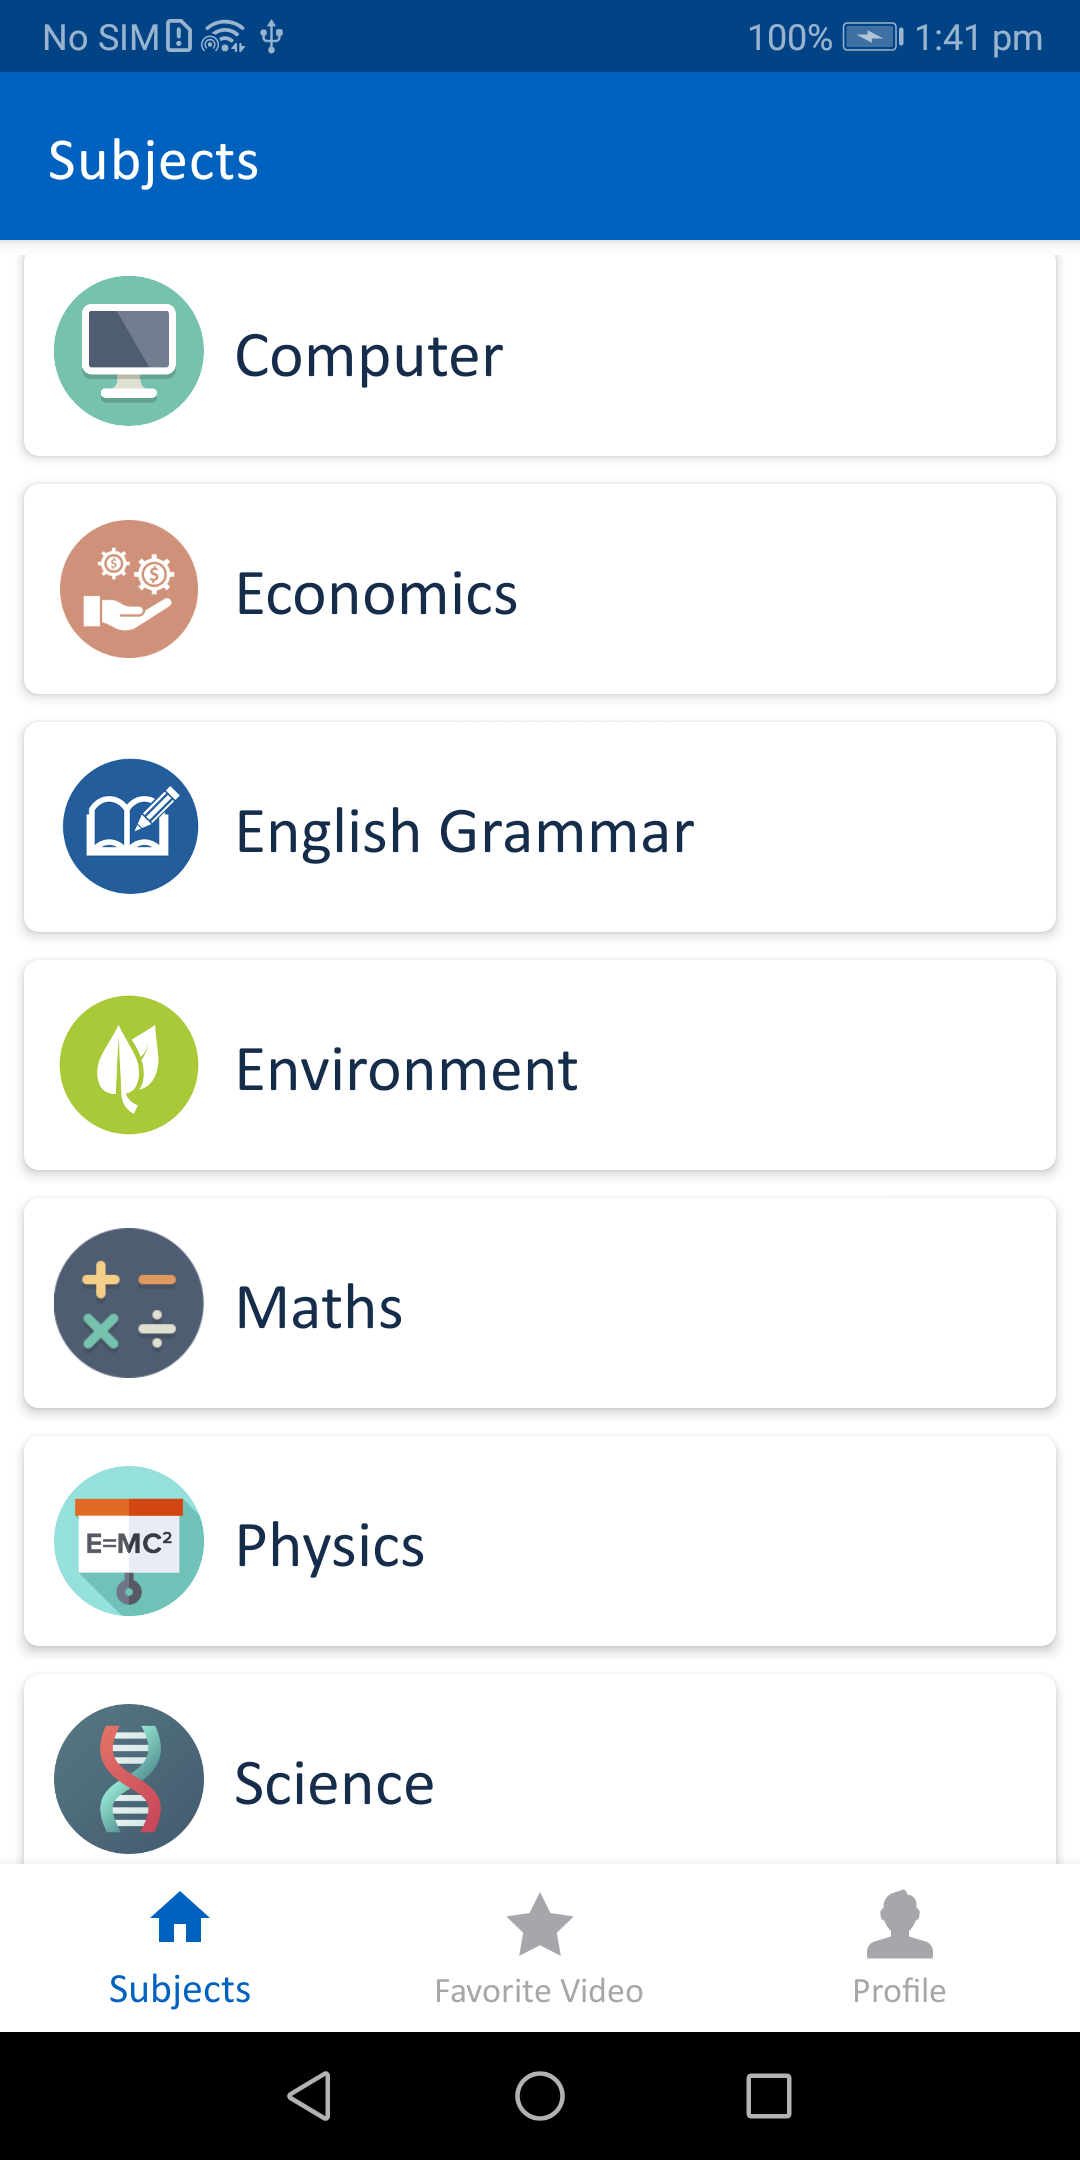 No SIM 100% 1:41 pm
Subjects
Computer
Economics
English Grammar
Environment
Maths
E=MC²
Physics
Science
Subjects Favorite Video Profile